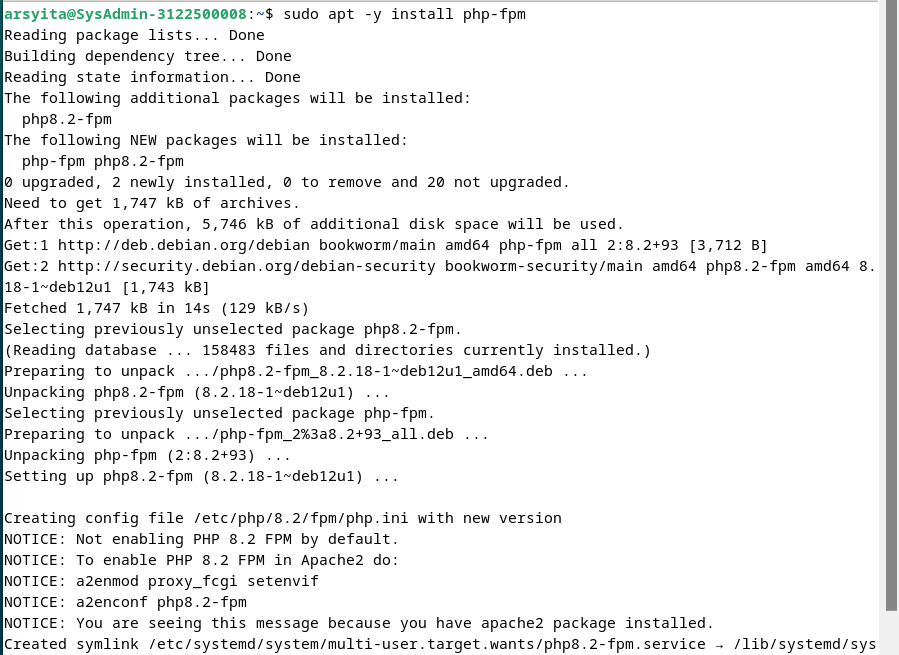 arsyita@SysAdmin-3122500008:~$ sudo apt -y install php-fpm
Reading package lists... Done
Building dependency tree... Done
Reading state information... Done
The following additional packages will be installed:
  php8.2-fpm
The following NEW packages will be installed:
  php-fpm php8.2-fpm
0 upgraded, 2 newly installed, 0 to remove and 20 not upgraded.
Need to get 1,747 kB of archives.
After this operation, 5,746 kB of additional disk space will be used.
Get:1 http://deb.debian.org/debian bookworm/main amd64 php-fpm all 2:8.2+93 [3,712 B]
Get:2 http://security.debian.org/debian-security bookworm-security/main amd64 php8.2-fpm amd64 8.
18-1~deb12u1 [1,743 kB]
Fetched 1,747 kB in 14s (129 kB/s)
Selecting previously unselected package php8.2-fpm.
(Reading database ... 158483 files and directories currently installed.)
Preparing to unpack .../php8.2-fpm_8.2.18-1~deb12u1_amd64.deb ...
Unpacking php8.2-fpm (8.2.18-1~deb12u1) ...
Selecting previously unselected package php-fpm.
Preparing to unpack .../php-fpm_2%3a8.2+93_all.deb ...
Unpacking php-fpm (2:8.2+93) ...
Setting up php8.2-fpm (8.2.18-1~deb12u1) ...

Creating config file /etc/php/8.2/fpm/php.ini with new version
NOTICE: Not enabling PHP 8.2 FPM by default.
NOTICE: To enable PHP 8.2 FPM in Apache2 do:
NOTICE: a2enmod proxy_fcgi setenvif
NOTICE: a2enconf php8.2-fpm
NOTICE: You are seeing this message because you have apache2 package installed.
Created symlink /etc/systemd/system/multi-user.target.wants/php8.2-fpm.service → /lib/systemd/sys